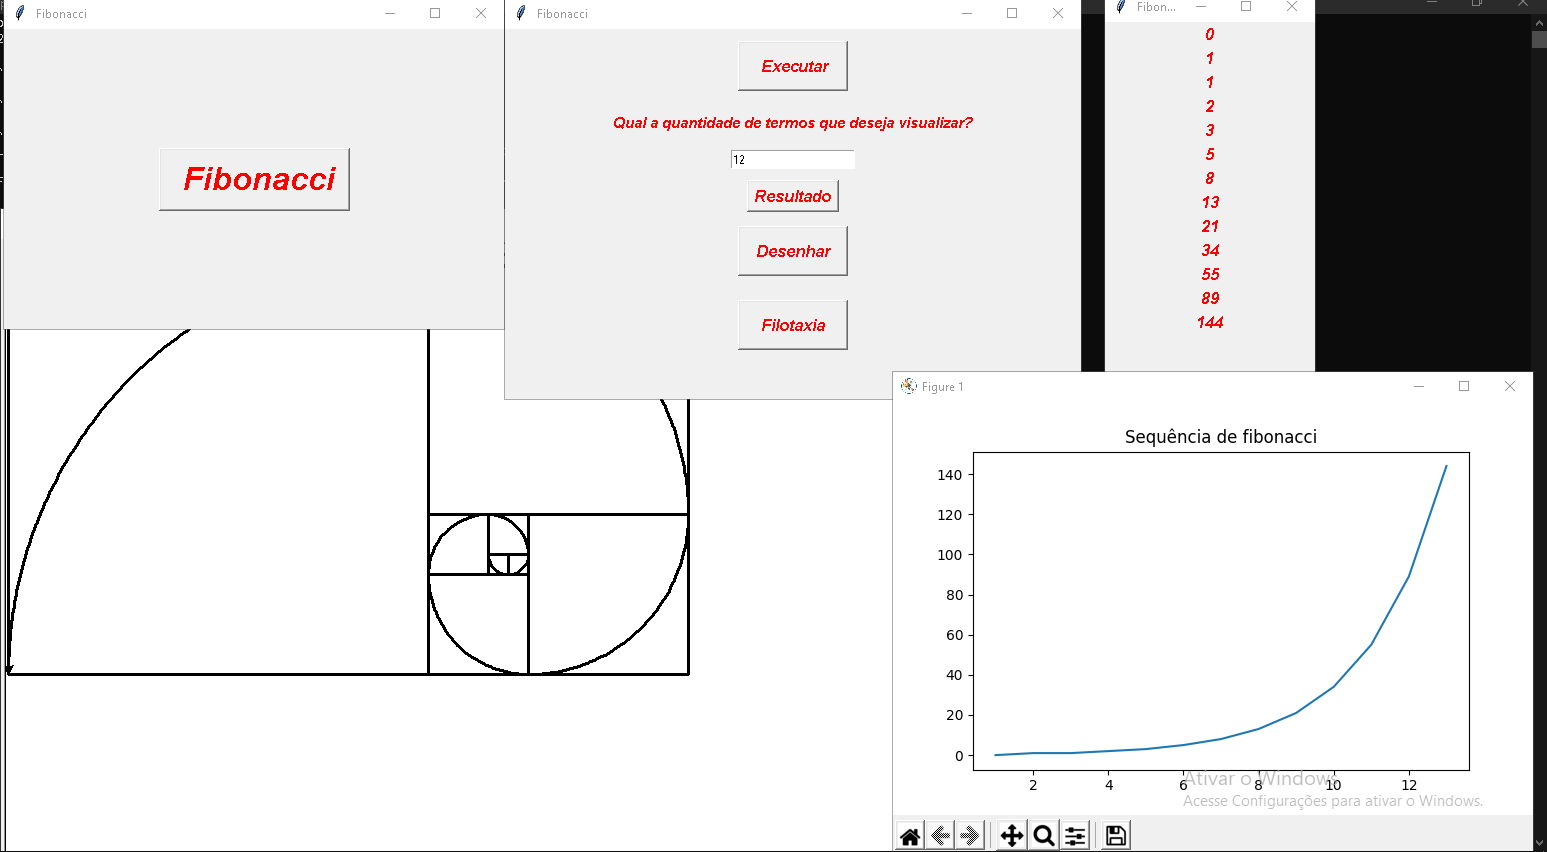 Fibonacci
Fibonacci
Fibonacci
Executar
Qual a quantidade de termos que deseja visualizar?
12
Resultado
Desenhar
Filotaxia
Fibon...
0
1
1
2
3
5
8
13
21
34
55
89
144
Figure 1
Sequência de fibonacci
140
120
100
80
60
40
20
0
2 4 6 8 10 12
Ativar o Windows
Acesse Configurações para ativar o Windows.